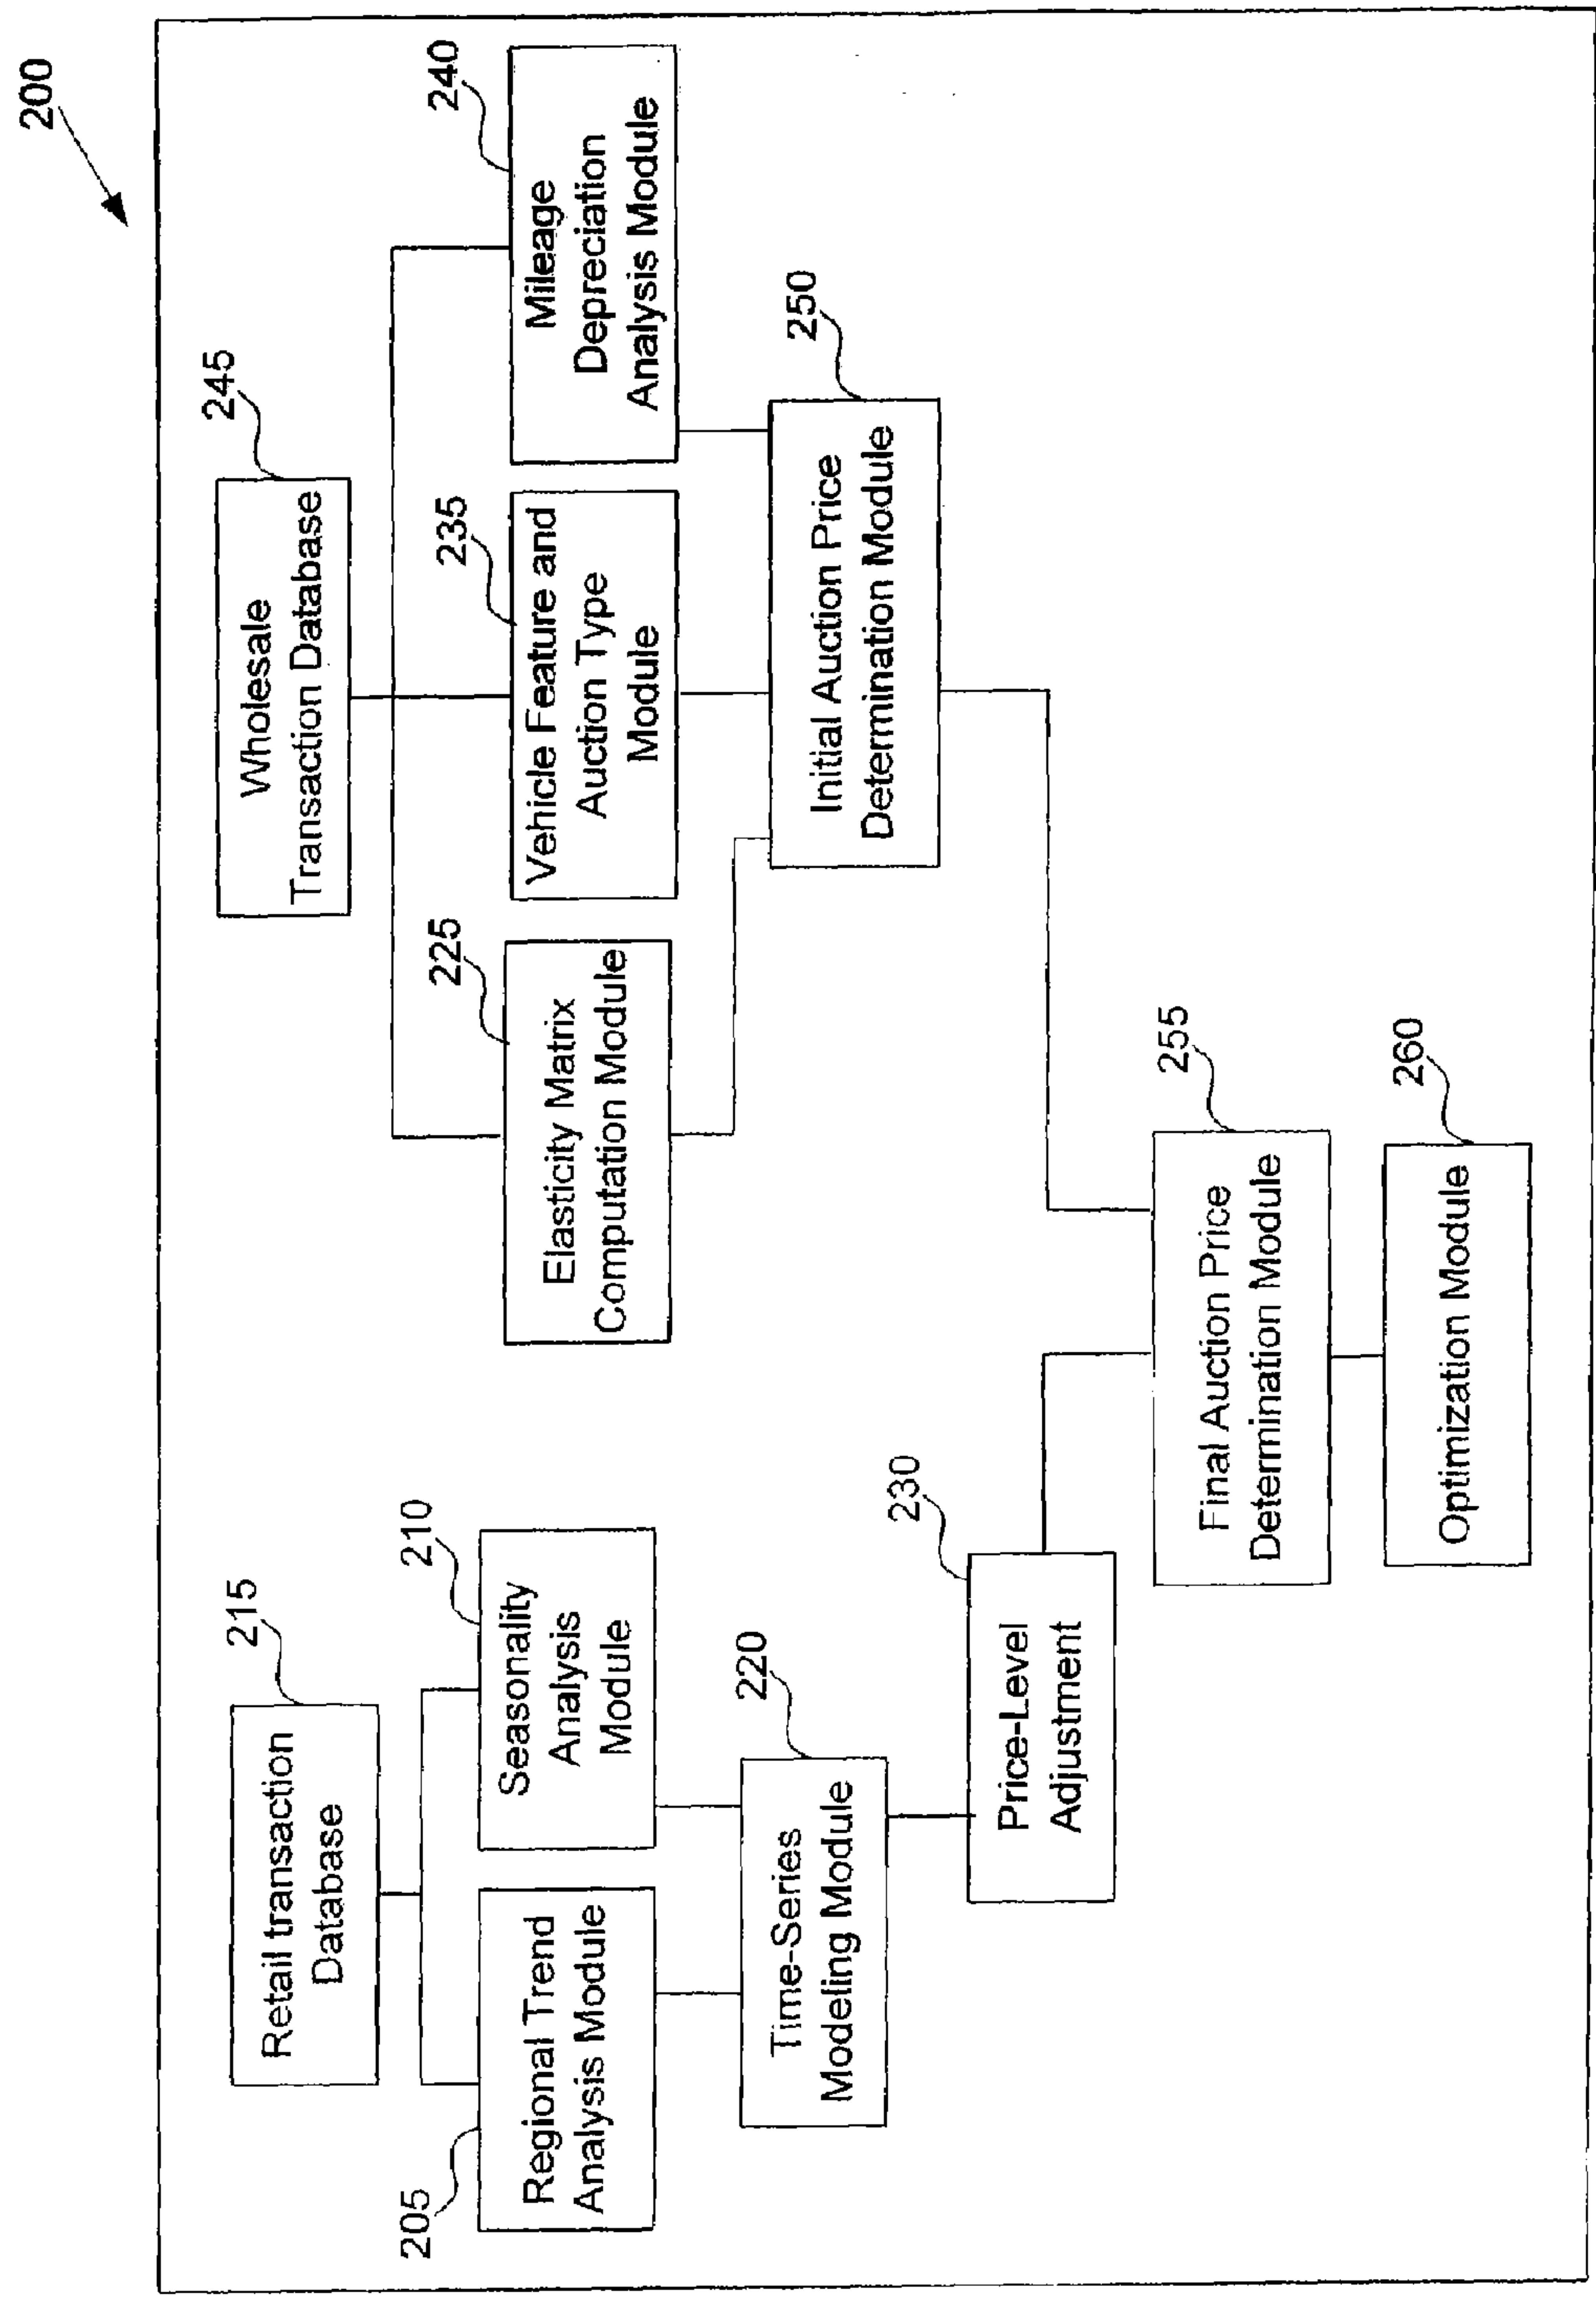 200
215
Retail transaction
Database
245
Wholesale
Transaction Database
205
Regional Trend
Analysis Module
210
Seasonality
Analysis
Module
225
Elasticity Matrix
Computation Module
235
Vehicle Feature and
Auction Type
Module
240
Mileage
Depreciation
Analysis Module
220
Time-Series
Modeling Module
250
Initial Auction Price
Determination Module
230
Price-Level
Adjustment
255
Final Auction Price
Determination Module
260
Optimization Module